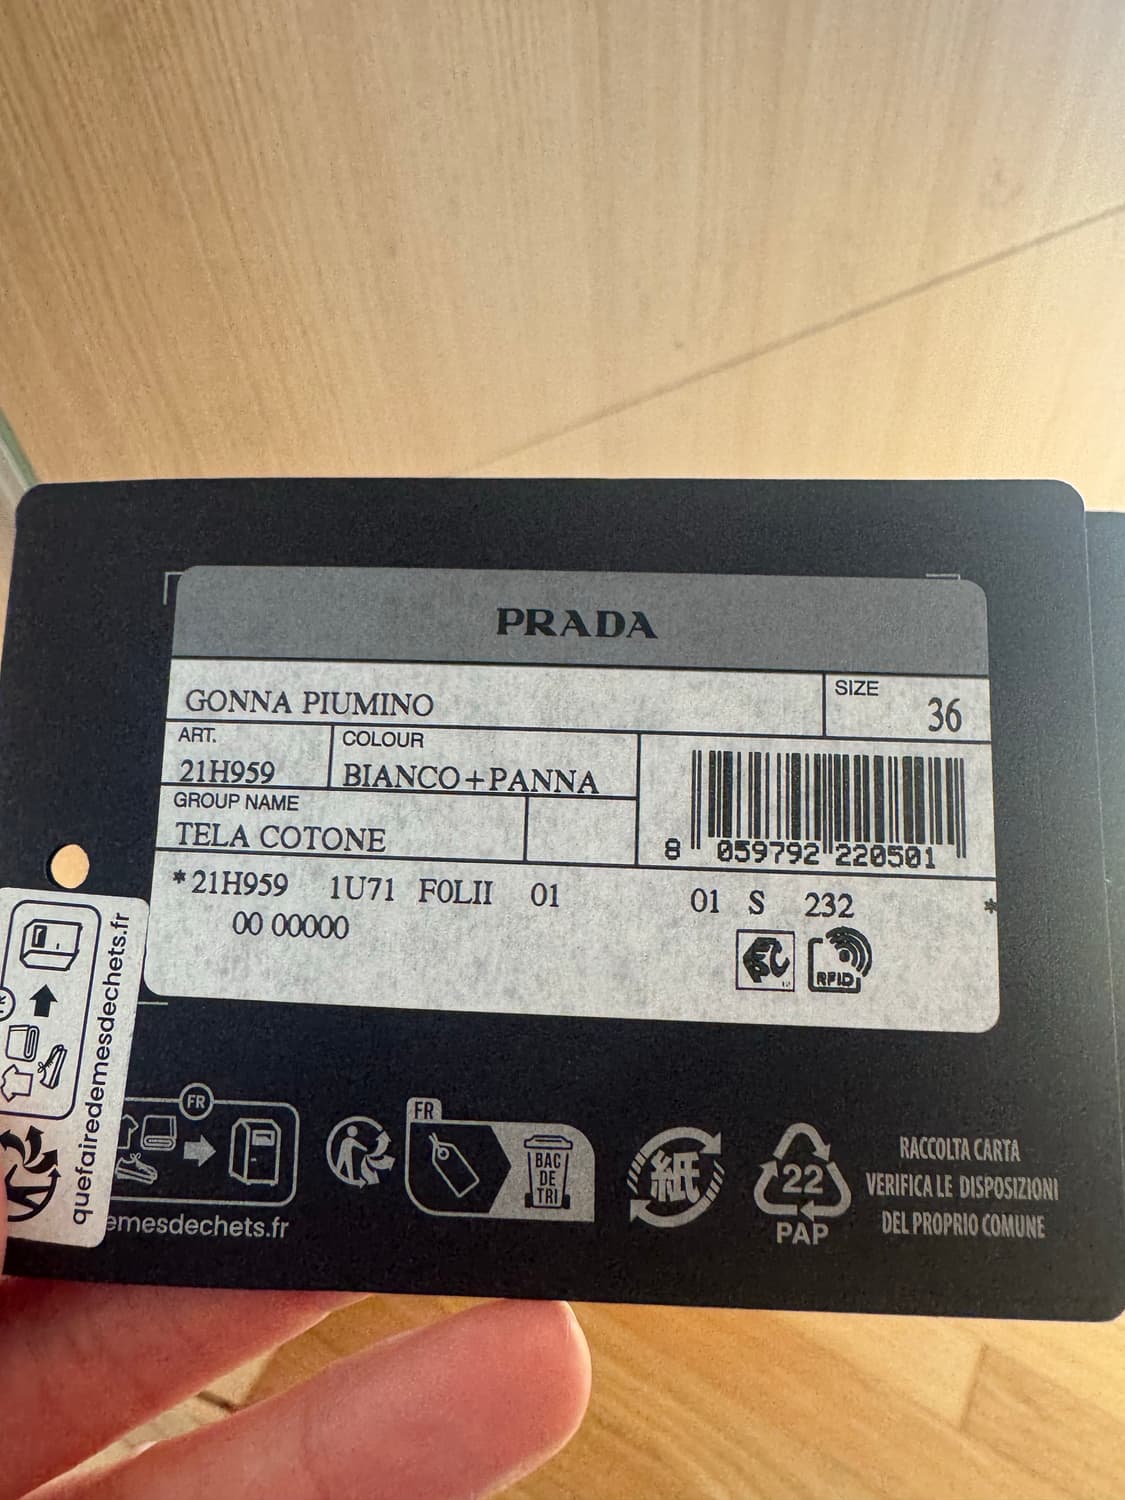 PRADA
GONNA PIUMINO
SIZE
36
ART.
21H959
COLOUR
BIANCO+PANNA
GROUP NAME
TELA COTONE
8 059792 220501
*21H959 1U71 F0LII 01 01 S 232 *
00 00000
RFID
quefairedemesdechets.fr
FR
emesdechets.fr
FR
BAC
DE
TRI
紙
22
PAP
RACCOLTA CARTA
VERIFICA LE DISPOSIZIONI
DEL PROPRIO COMUNE